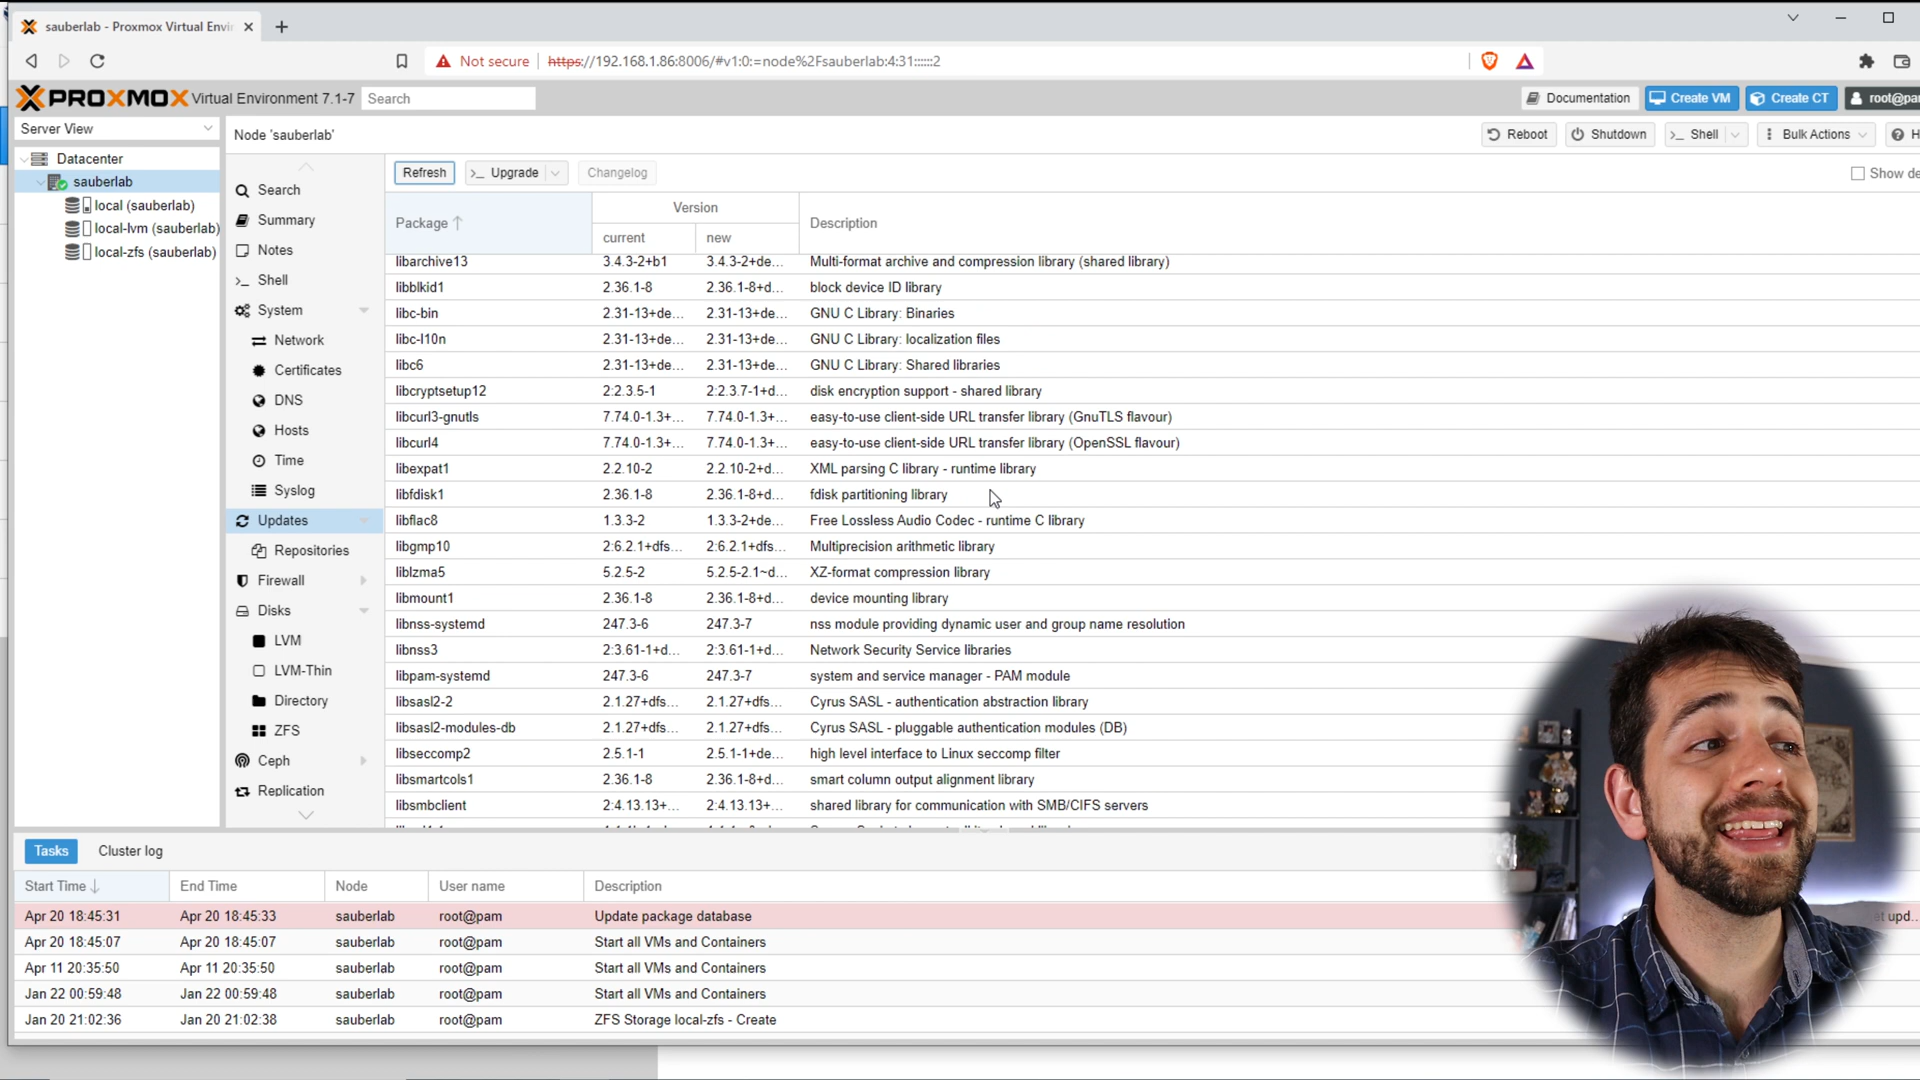 sauberlab - Proxmox Virtual Envi
Not secure https://192.168.1.86:8006/#v1:0:=node%2Fsauberlab:4:31::::::2
PROXMOX Virtual Environment 7.1-7 Search Documentation Create VM Create CT root@pam
Server View Node 'sauberlab' Reboot Shutdown Shell Bulk Actions H
Datacenter
sauberlab
local (sauberlab)
local-lvm (sauberlab)
local-zfs (sauberlab)
Search
Summary
Notes
Shell
System
Network
Certificates
DNS
Hosts
Time
Syslog
Updates
Repositories
Firewall
Disks
LVM
LVM-Thin
Directory
ZFS
Ceph
Replication
Refresh Upgrade Changelog Show de
Package Version Description
current new
libarchive13 3.4.3-2+b1 3.4.3-2+de... Multi-format archive and compression library (shared library)
libblkid1 2.36.1-8 2.36.1-8+d... block device ID library
libc-bin 2.31-13+de... 2.31-13+de... GNU C Library: Binaries
libc-l10n 2.31-13+de... 2.31-13+de... GNU C Library: localization files
libc6 2.31-13+de... 2.31-13+de... GNU C Library: Shared libraries
libcryptsetup12 2:2.3.5-1 2:2.3.7-1+d... disk encryption support - shared library
libcurl3-gnutls 7.74.0-1.3+... 7.74.0-1.3+... easy-to-use client-side URL transfer library (GnuTLS flavour)
libcurl4 7.74.0-1.3+... 7.74.0-1.3+... easy-to-use client-side URL transfer library (OpenSSL flavour)
libexpat1 2.2.10-2 2.2.10-2+d... XML parsing C library - runtime library
libfdisk1 2.36.1-8 2.36.1-8+d... fdisk partitioning library
libflac8 1.3.3-2 1.3.3-2+de... Free Lossless Audio Codec - runtime C library
libgmp10 2:6.2.1+dfs... 2:6.2.1+dfs... Multiprecision arithmetic library
liblzma5 5.2.5-2 5.2.5-2.1~d... XZ-format compression library
libmount1 2.36.1-8 2.36.1-8+d... device mounting library
libnss-systemd 247.3-6 247.3-7 nss module providing dynamic user and group name resolution
libnss3 2:3.61-1+d... 2:3.61-1+d... Network Security Service libraries
libpam-systemd 247.3-6 247.3-7 system and service manager - PAM module
libsasl2-2 2.1.27+dfs... 2.1.27+dfs... Cyrus SASL - authentication abstraction library
libsasl2-modules-db 2.1.27+dfs... 2.1.27+dfs... Cyrus SASL - pluggable authentication modules (DB)
libseccomp2 2.5.1-1 2.5.1-1+de... high level interface to Linux seccomp filter
libsmartcols1 2.36.1-8 2.36.1-8+d... smart column output alignment library
libsmbclient 2:4.13.13+... 2:4.13.13+... shared library for communication with SMB/CIFS servers
Tasks Cluster log
Start Time End Time Node User name Description
Apr 20 18:45:31 Apr 20 18:45:33 sauberlab root@pam Update package database
Apr 20 18:45:07 Apr 20 18:45:07 sauberlab root@pam Start all VMs and Containers
Apr 11 20:35:50 Apr 11 20:35:50 sauberlab root@pam Start all VMs and Containers
Jan 22 00:59:48 Jan 22 00:59:48 sauberlab root@pam Start all VMs and Containers
Jan 20 21:02:36 Jan 20 21:02:38 sauberlab root@pam ZFS Storage local-zfs - Create